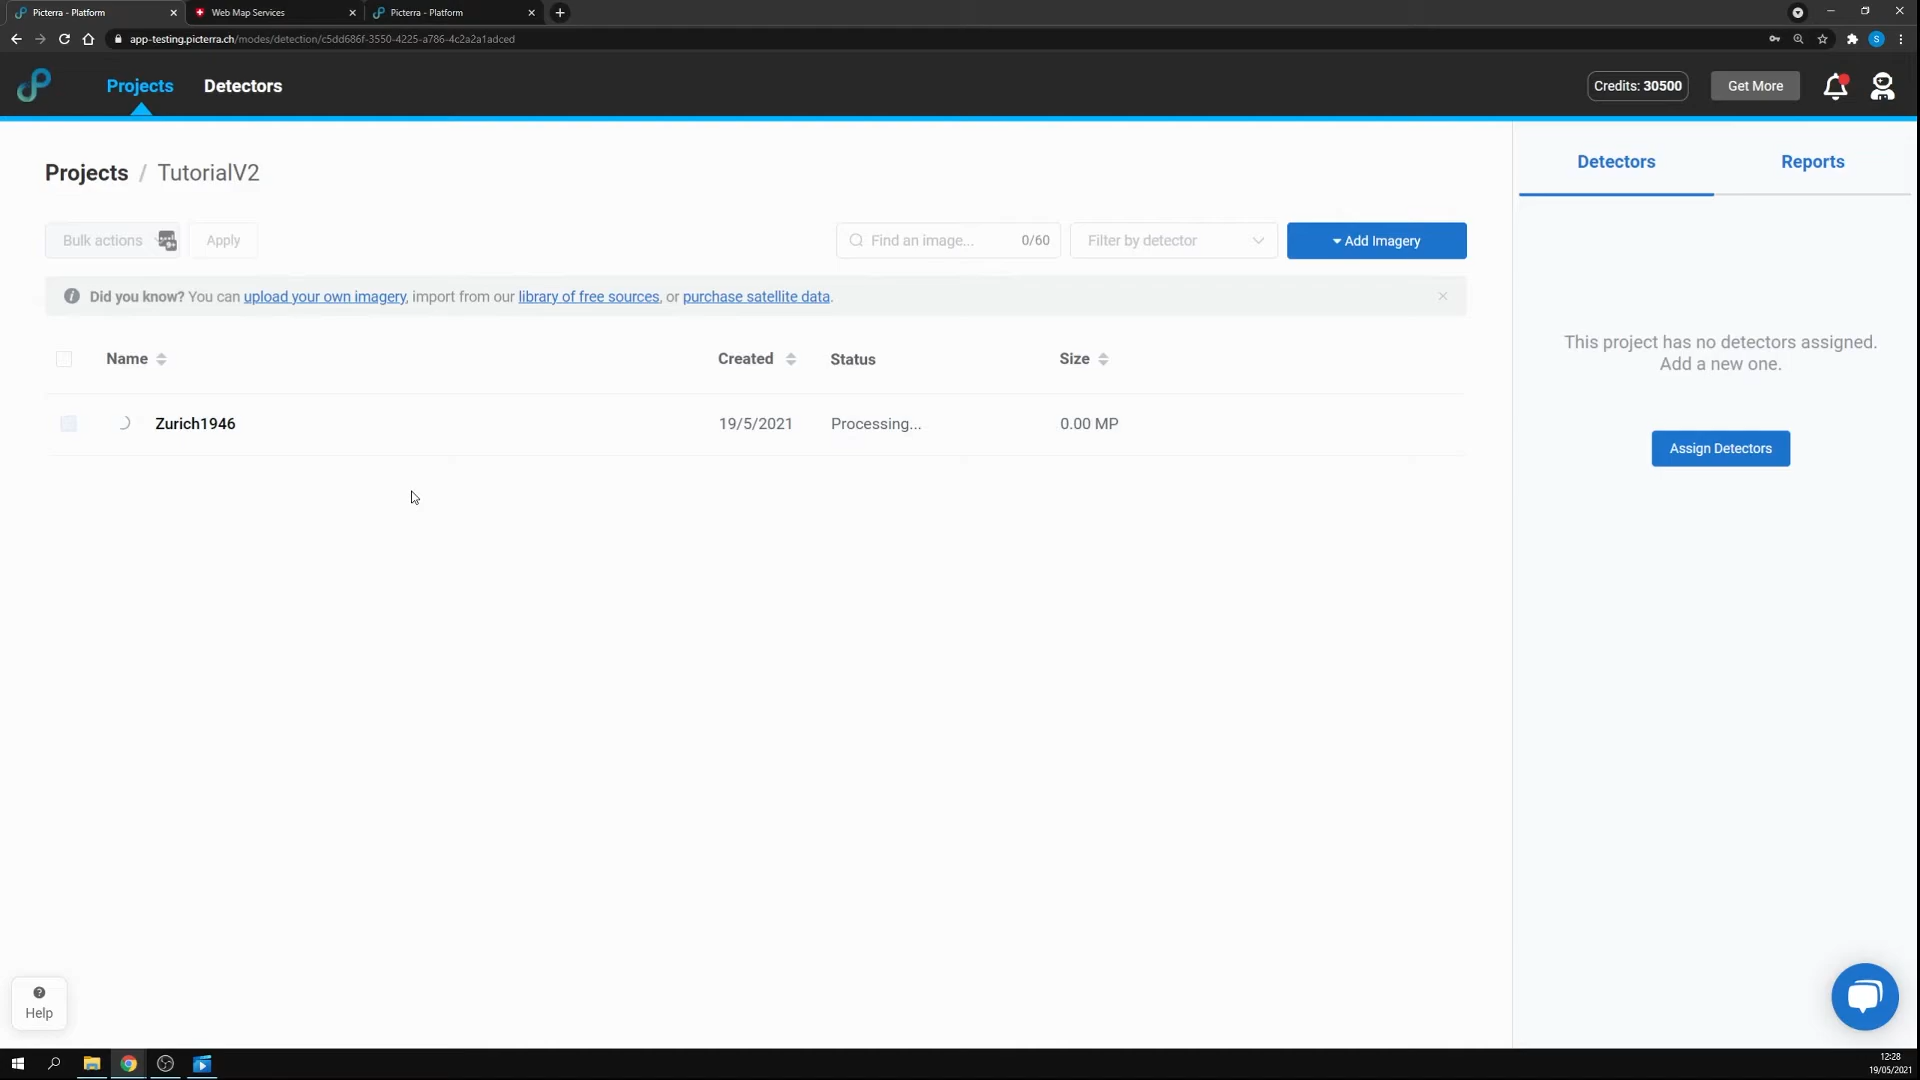 Picterra - Platform
Web Map Services
Picterra - Platform
app-testing.picterra.ch/modes/detection/c5dd686f-3550-4225-a786-4c2a2a1adced
S
Projects
Detectors
Credits: 30500
Get More
Projects / TutorialV2
Detectors
Reports
Bulk actions
Apply
Find an image...
0/60
Filter by detector
Add Imagery
Did you know? You can upload your own imagery, import from our library of free sources, or purchase satellite data.
Name
Created
Status
Size
This project has no detectors assigned.
Add a new one.
Zurich1946
19/5/2021
Processing...
0.00 MP
Assign Detectors
Help
12:28
19/05/2021